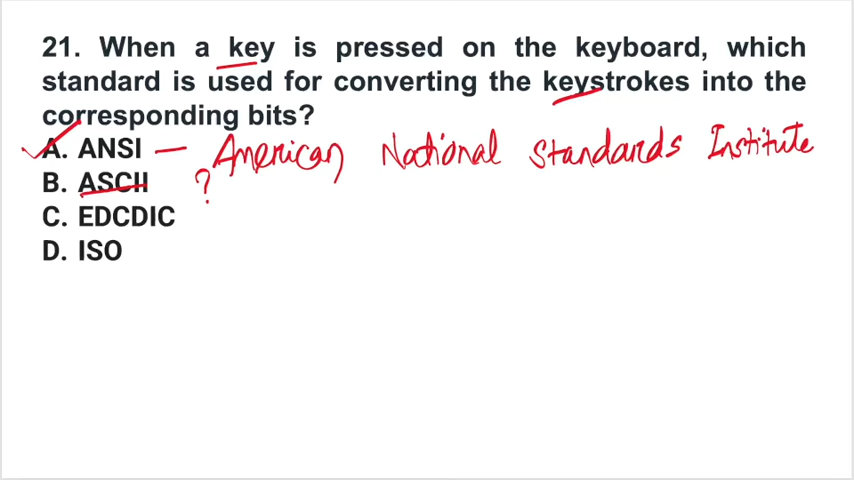 21. When a key is pressed on the keyboard, which
standard is used for converting the keystrokes into the
corresponding bits?
A. ANSI — American National Standards Institute
B. ASCII ?
C. EDCDIC
D. ISO